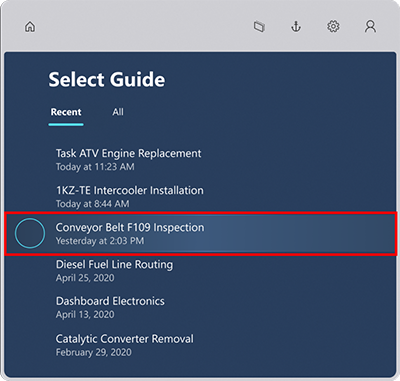 Select Guide
Recent All
Task ATV Engine Replacement
Today at 11:23 AM
1KZ-TE Intercooler Installation
Today at 8:44 AM
Conveyor Belt F109 Inspection
Yesterday at 2:03 PM
Diesel Fuel Line Routing
April 25, 2020
Dashboard Electronics
April 13, 2020
Catalytic Converter Removal
February 29, 2020